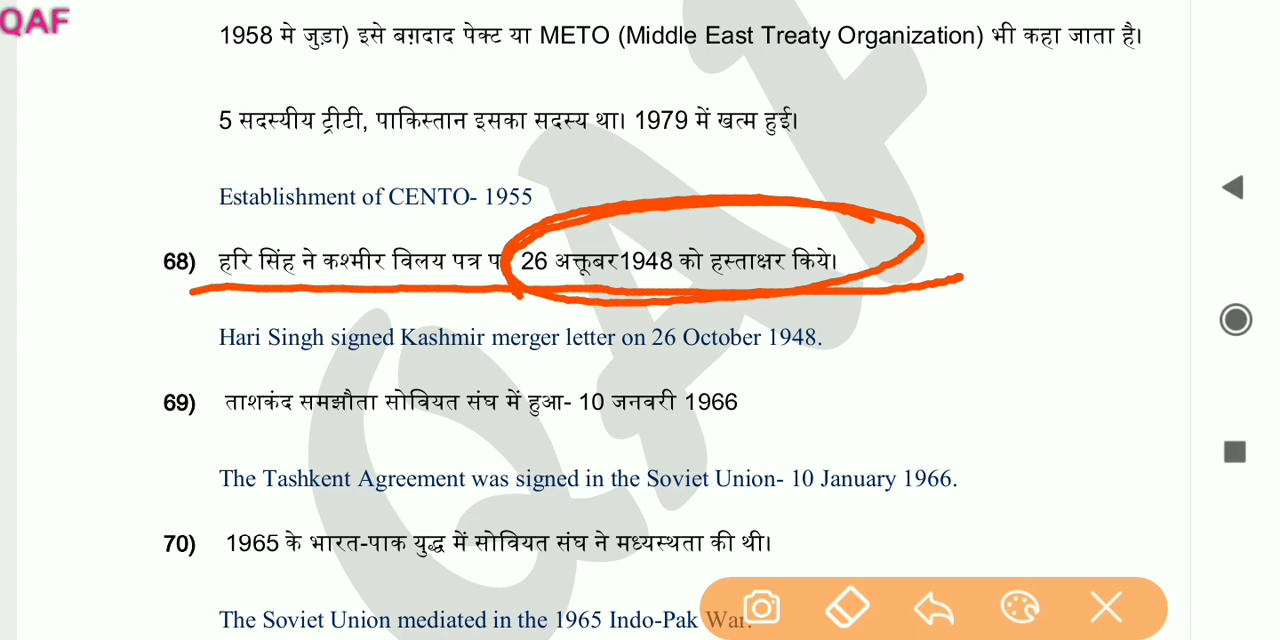 QAF
1958 मे जुड़ा) इसे बग़दाद पेक्ट या METO (Middle East Treaty Organization) भी कहा जाता है।
5 सदस्यीय ट्रीटी, पाकिस्तान इसका सदस्य था। 1979 में खत्म हुई।
Establishment of CENTO- 1955
68) हरि सिंह ने कश्मीर विलय पत्र प 26 अक्तूबर1948 को हस्ताक्षर किये।
Hari Singh signed Kashmir merger letter on 26 October 1948.
69) ताशकंद समझौता सोवियत संघ में हुआ- 10 जनवरी 1966
The Tashkent Agreement was signed in the Soviet Union- 10 January 1966.
70) 1965 के भारत-पाक युद्ध में सोवियत संघ ने मध्यस्थता की थी।
The Soviet Union mediated in the 1965 Indo-Pak War.
QAF